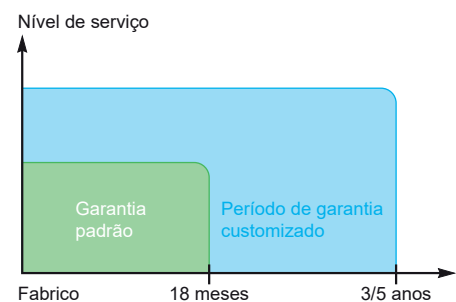 Nível de serviço
Garantia
padrão
Período de garantia
customizado
Fabrico
18 meses
3/5 anos